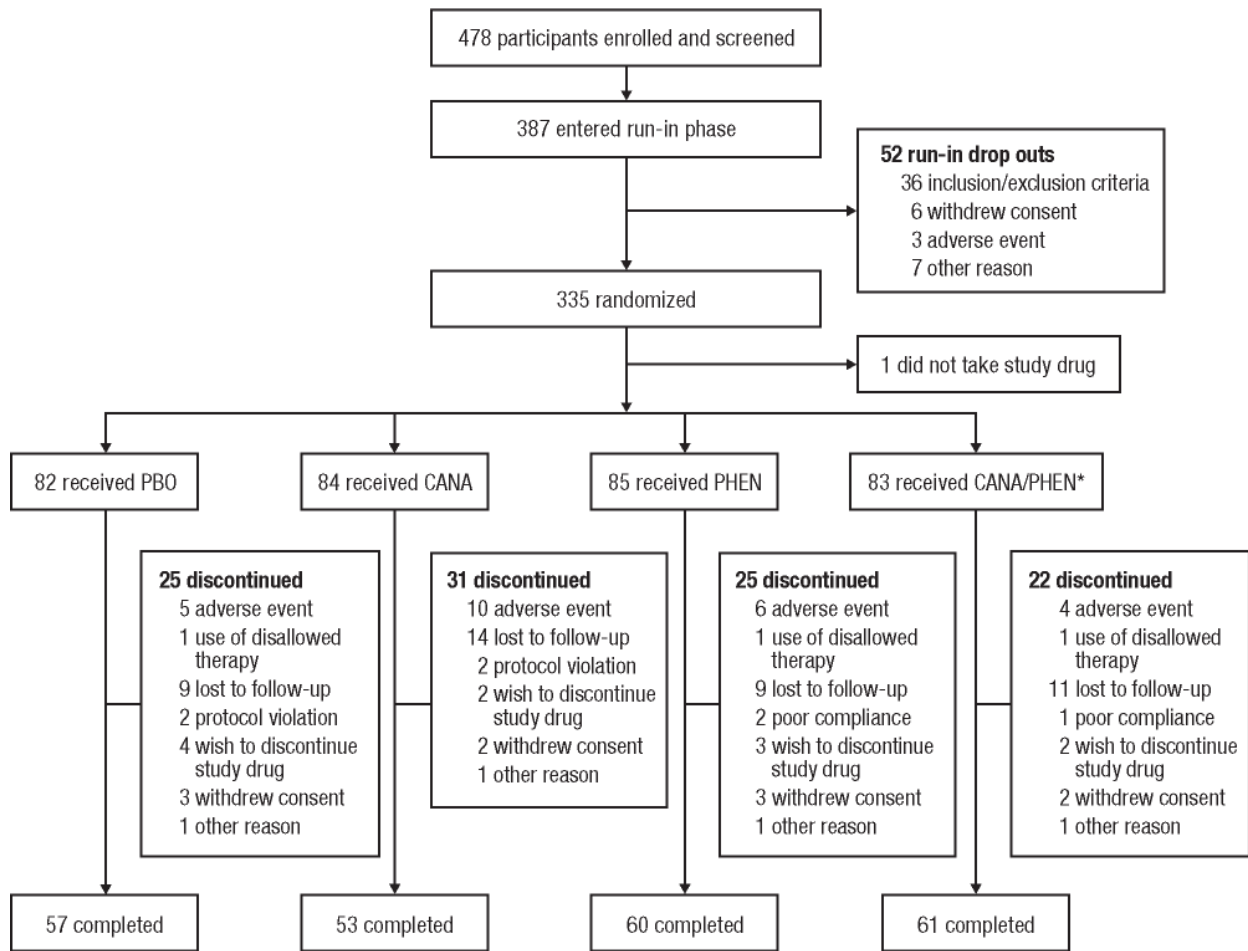 478 participants enrolled and screened
387 entered run-in phase
52 run-in drop outs
36 inclusion/exclusion criteria
6 withdrew consent
3 adverse event
7 other reason
335 randomized
1 did not take study drug
82 received PBO
84 received CANA
85 received PHEN
83 received CANA/PHEN*
25 discontinued
5 adverse event
1 use of disallowed
therapy
9 lost to follow-up
2 protocol violation
4 wish to discontinue
study drug
3 withdrew consent
1 other reason
31 discontinued
10 adverse event
14 lost to follow-up
2 protocol violation
2 wish to discontinue
study drug
2 withdrew consent
1 other reason
25 discontinued
6 adverse event
1 use of disallowed
therapy
9 lost to follow-up
2 poor compliance
3 wish to discontinue
study drug
3 withdrew consent
1 other reason
22 discontinued
4 adverse event
1 use of disallowed
therapy
11 lost to follow-up
1 poor compliance
2 wish to discontinue
study drug
2 withdrew consent
1 other reason
57 completed
53 completed
60 completed
61 completed